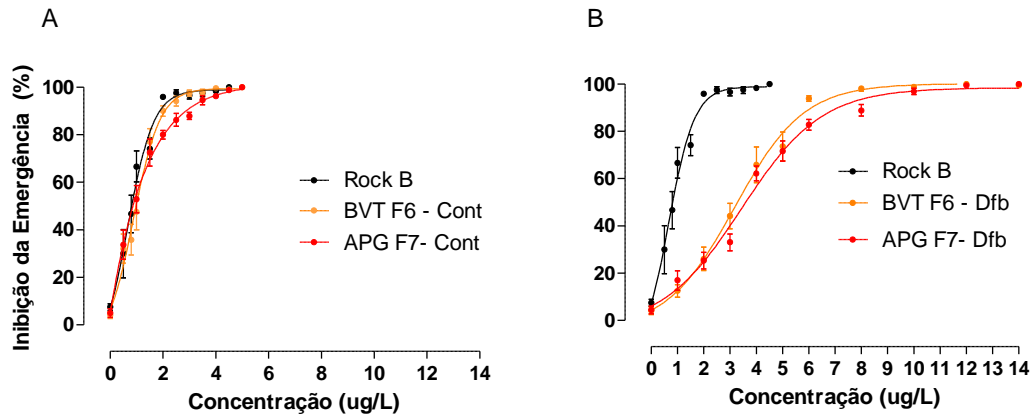 A
B
Inibição da Emergência (%)
100
80
60
40
20
0
0 2 4 6 8 10 12 14
Concentração (ug/L)
Rock B
BVT F6 - Cont
APG F7- Cont
100
80
60
40
20
0
0 1 2 3 4 5 6 7 8 9 10 11 12 13 14
Concentração (ug/L)
Rock B
BVT F6 - Dfb
APG F7- Dfb